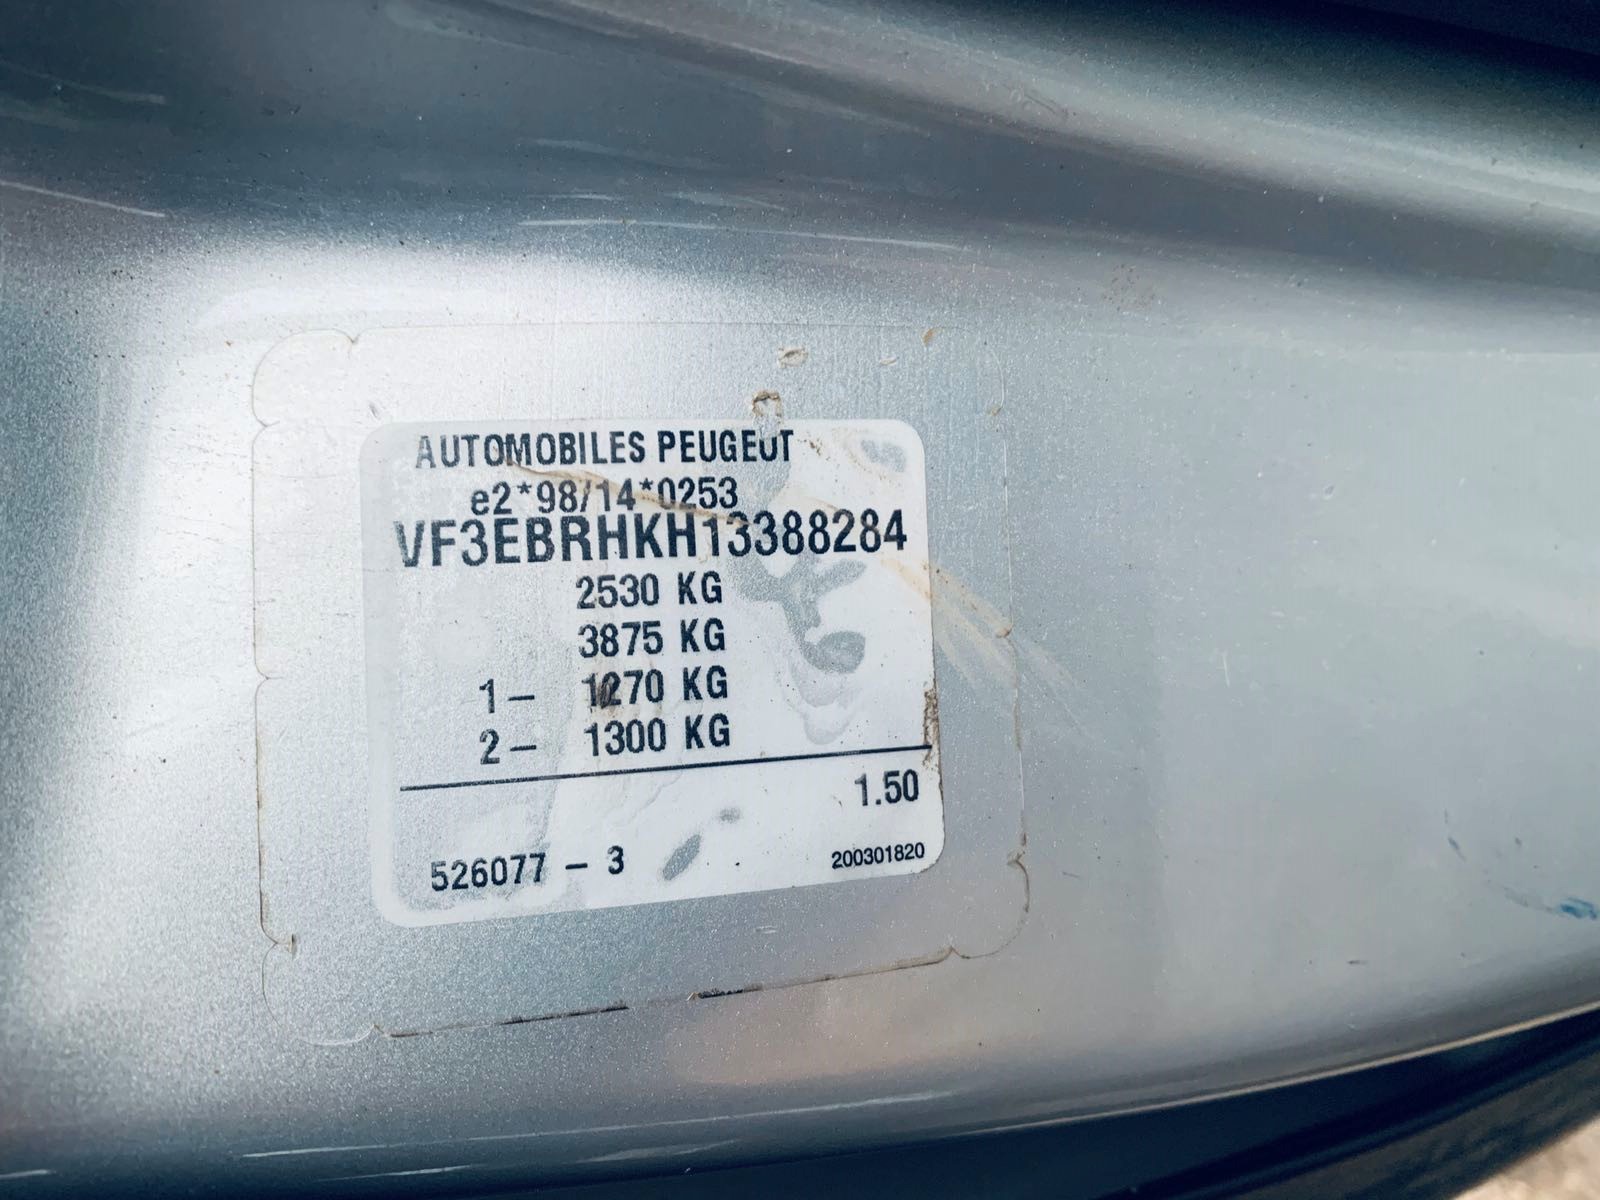 AUTOMOBILES PEUGEOT
e2*98/14*0253
VF3EBRHKH13388284
2530 KG
3875 KG
1- 1270 KG
2- 1300 KG
1.50
526077 - 3
200301820